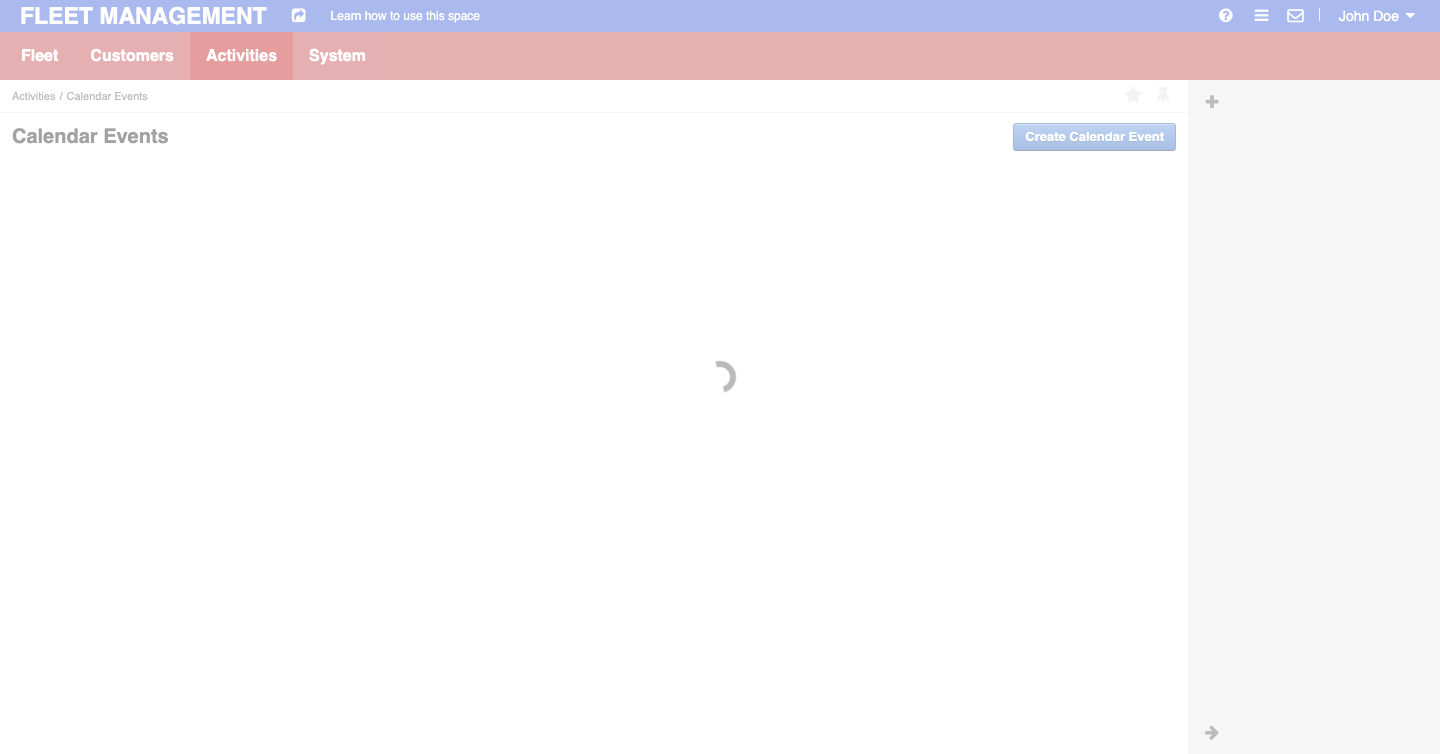 FLEET MANAGEMENT
Learn how to use this space
John Doe
Fleet
Customers
Activities
System
Activities / Calendar Events
Calendar Events
Create Calendar Event